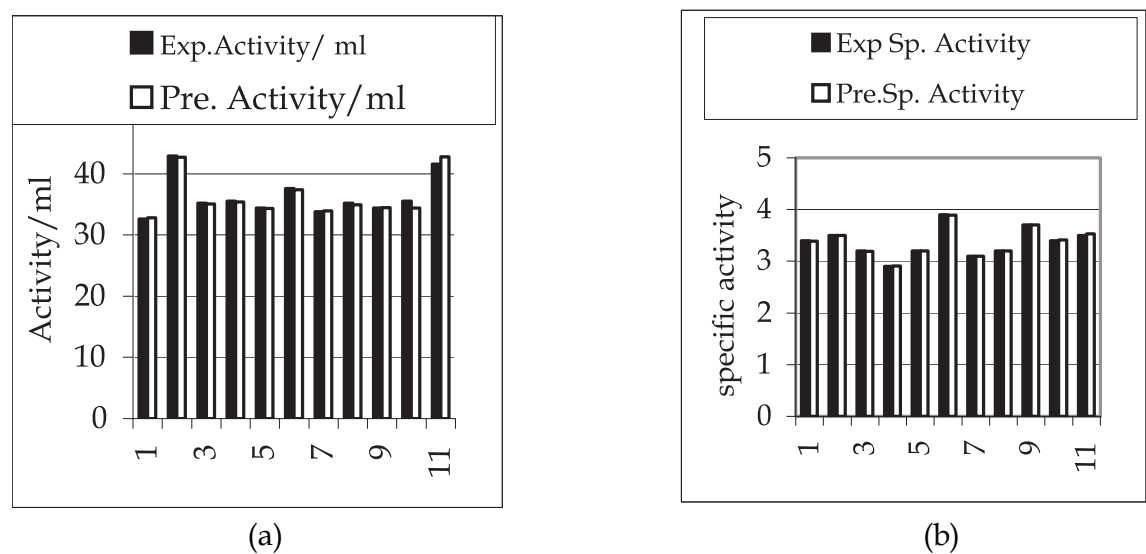 Exp.Activity/ ml
Pre. Activity/ml
Activity/ml
40
30
20
10
0
1 3 5 7 9 11
(a)
Exp Sp. Activity
Pre.Sp. Activity
specific activity
5
4
3
2
1
0
1 3 5 7 9 11
(b)